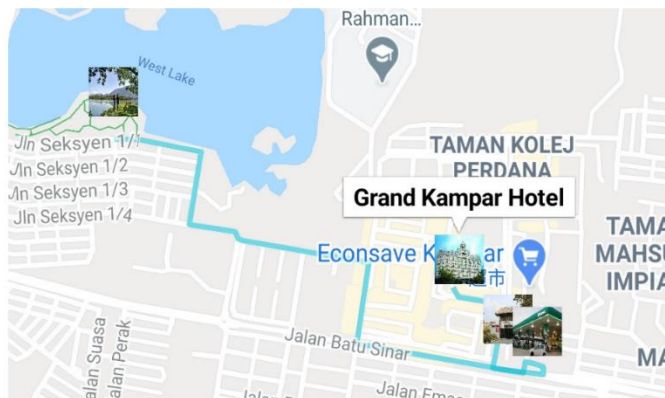 Rahman...
West Lake
Jln Seksyen 1/1
Jln Seksyen 1/2
Jln Seksyen 1/3
Jln Seksyen 1/4
TAMAN KOLEJ
PERDANA
Grand Kampar Hotel
Econsave K
ar
超市
TAMA
MAHSU
IMPIA
Jalan Batu Sinar
Jalan Suasa
Jalan Perak
Jalan Emas
MA